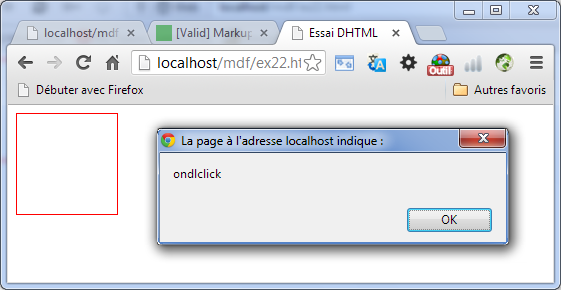 localhost/mdf
[Valid] Markup
Essai DHTML
localhost/mdf/ex22.ht
Outil
Débuter avec Firefox
Autres favoris
La page à l'adresse localhost indique :
ondlclick
OK